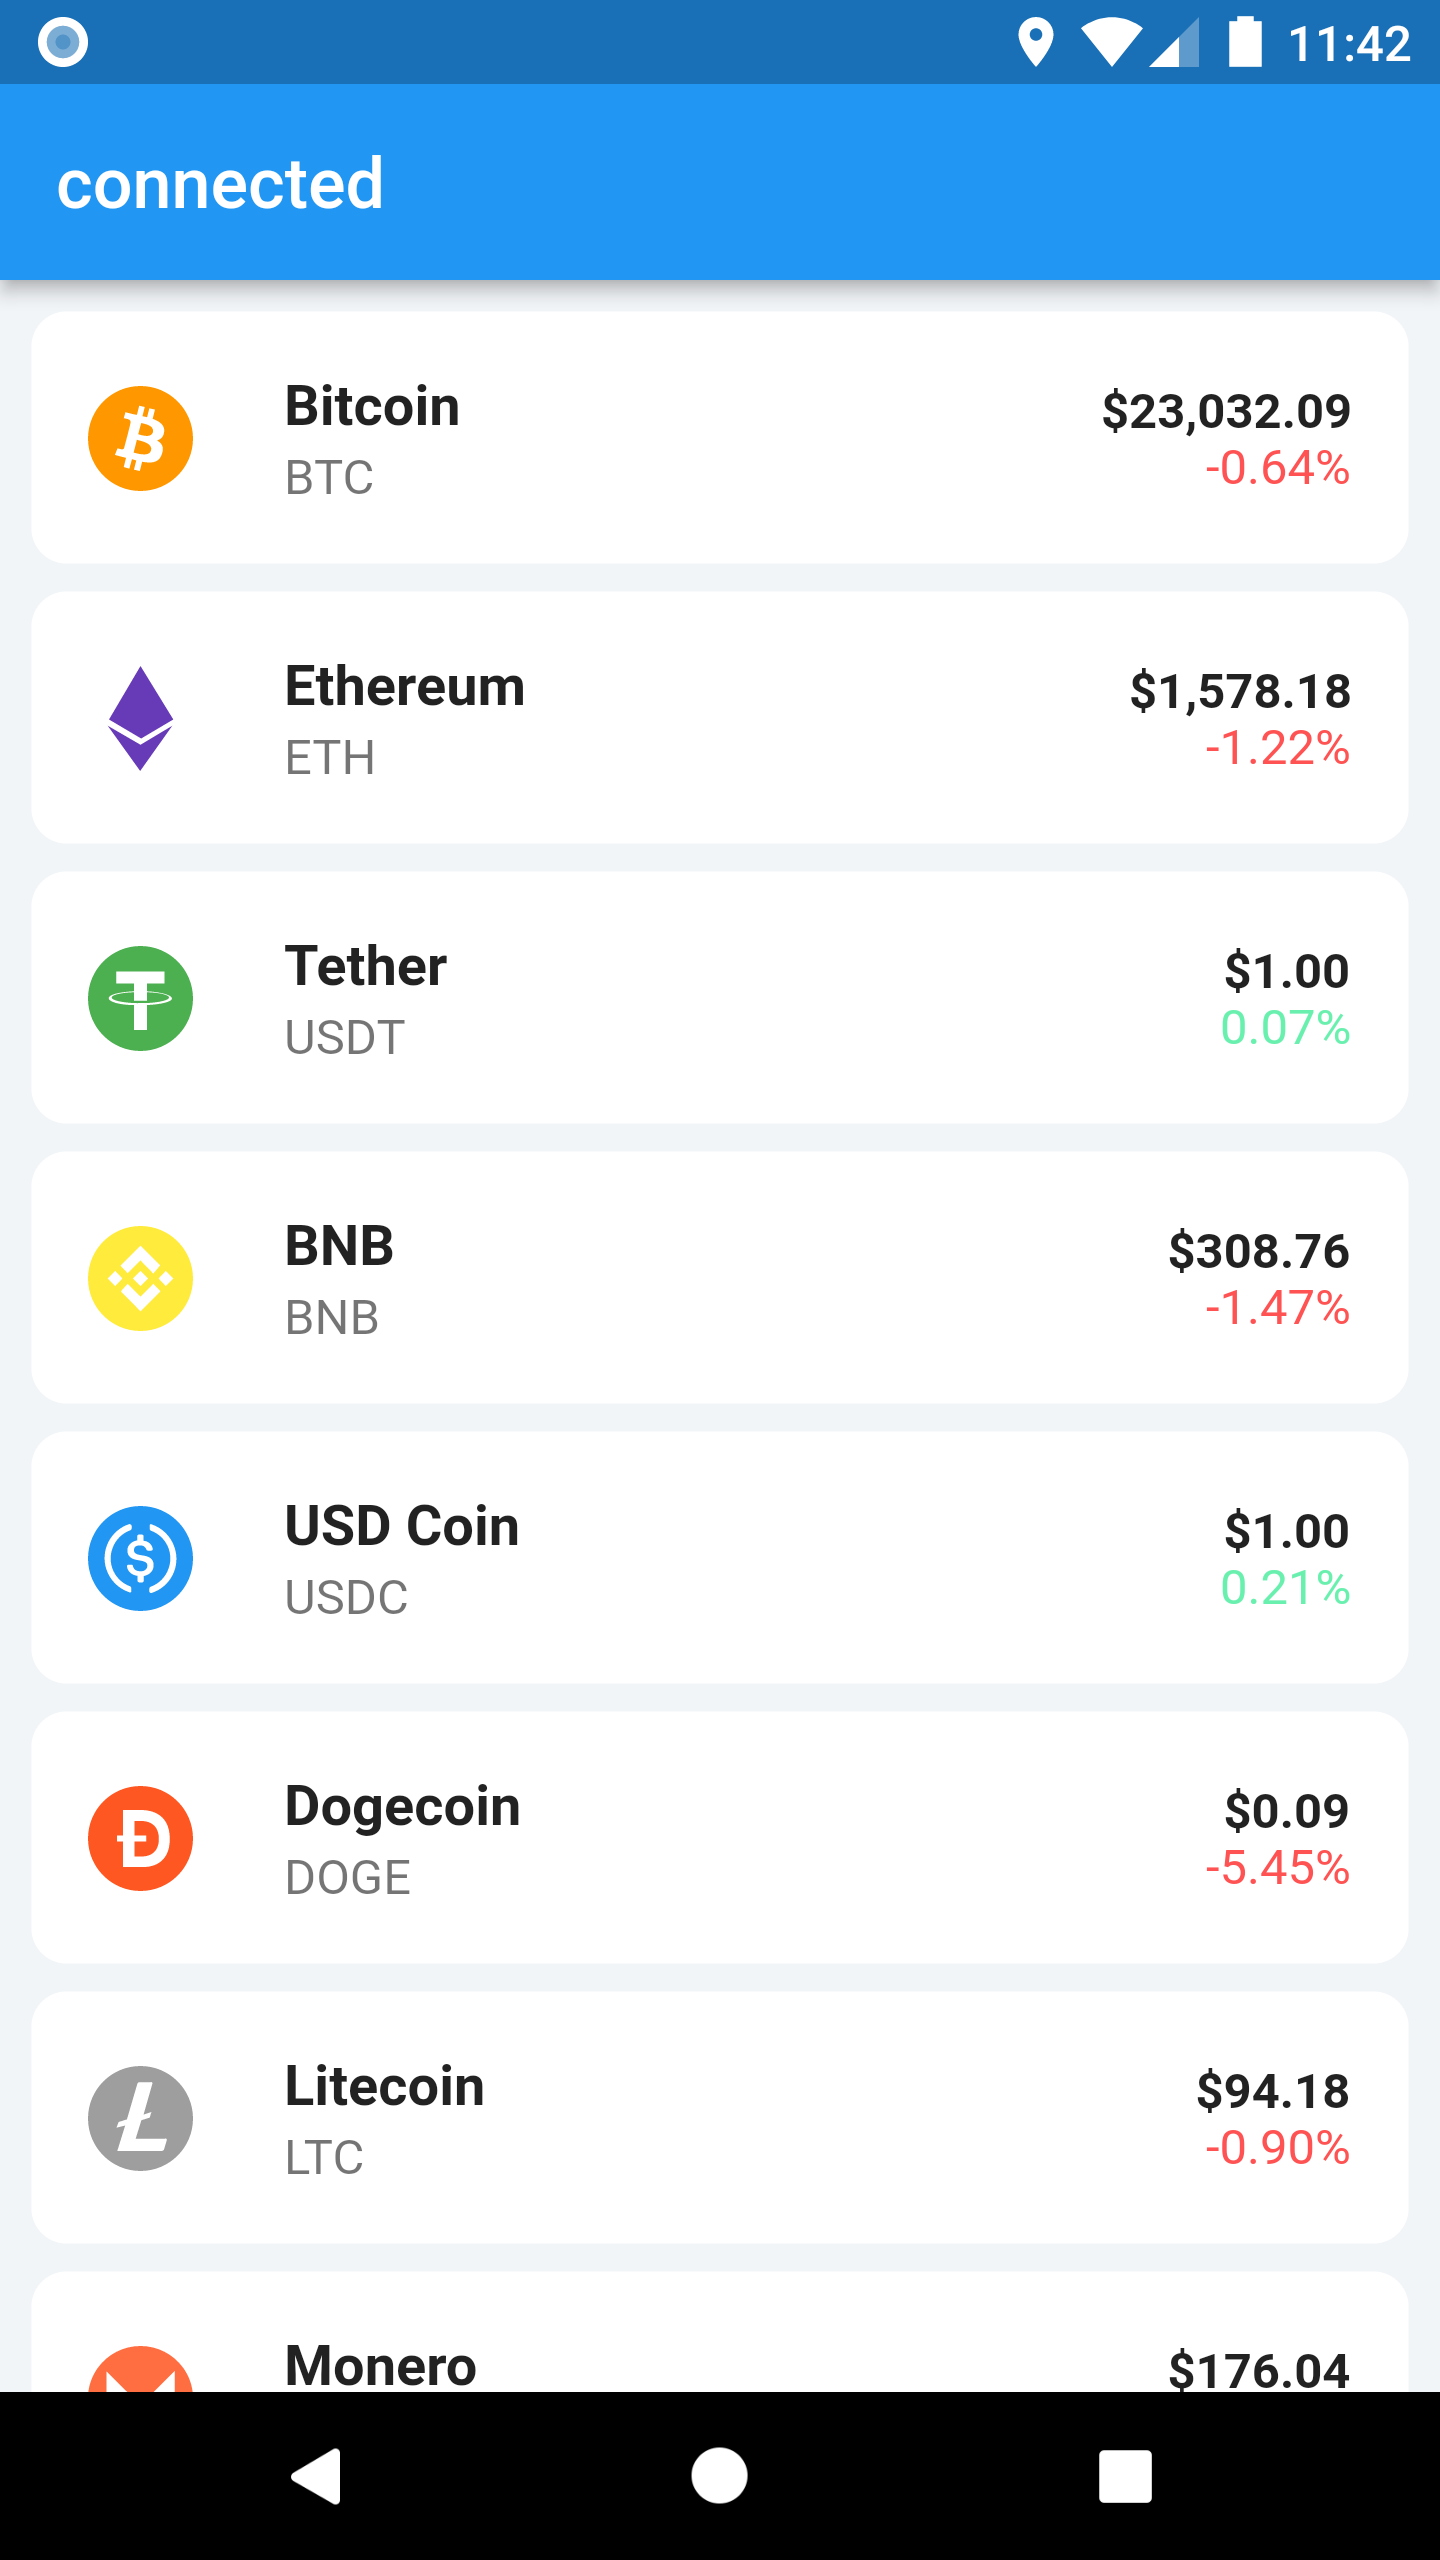 11:42
connected
Bitcoin
$23,032.09
BTC
-0.64%
Ethereum
$1,578.18
ETH
-1.22%
Tether
$1.00
USDT
0.07%
BNB
$308.76
BNB
-1.47%
USD Coin
$1.00
USDC
0.21%
Dogecoin
$0.09
DOGE
-5.45%
Litecoin
$94.18
LTC
-0.90%
Monero
$176.04